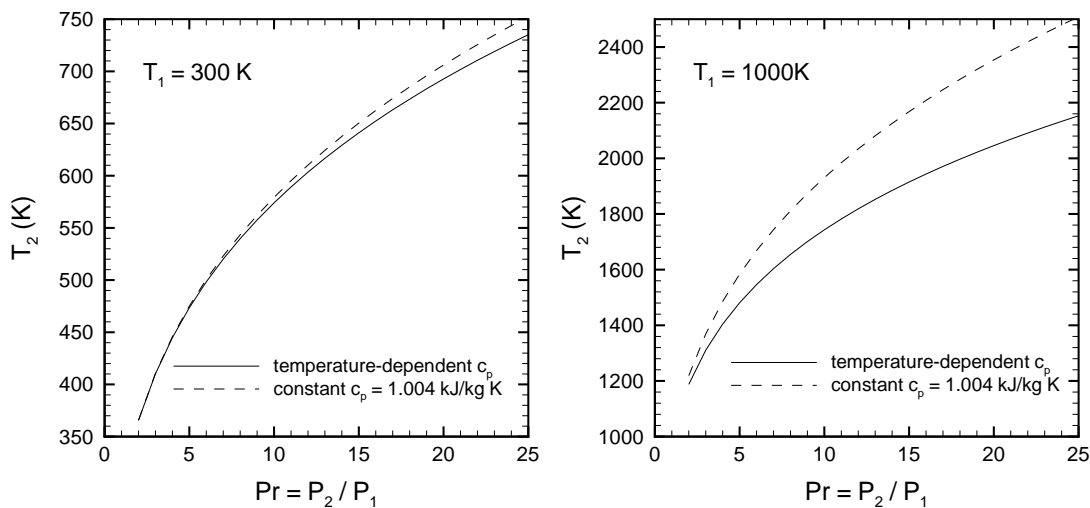 750
700
650
600
550
500
450
400
350
T₂ (K)
T₁ = 300 K
temperature-dependent cₚ
constant cₚ = 1.004 kJ/kg K
0 5 10 15 20 25
Pr = P₂ / P₁
2400
2200
2000
1800
1600
1400
1200
1000
T₂ (K)
T₁ = 1000K
temperature-dependent cₚ
constant cₚ = 1.004 kJ/kg K
0 5 10 15 20 25
Pr = P₂ / P₁